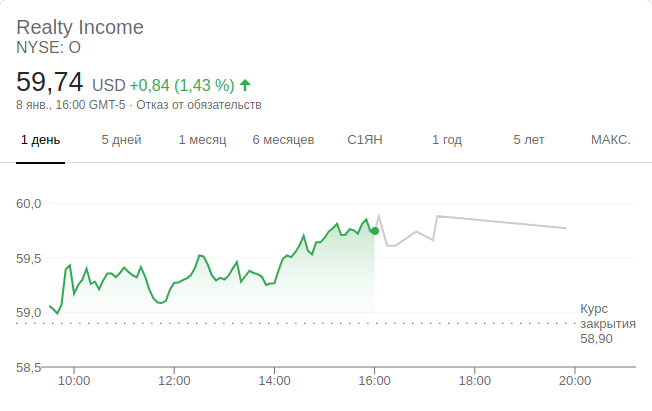 Realty Income
NYSE: O
59,74 USD +0,84 (1,43 %)
8 янв., 16:00 GMT-5 · Отказ от обязательств
1 день 5 дней 1 месяц 6 месяцев С1ЯН 1 год 5 лет МАКС.
60,0
59,5
59,0
Курс
закрытия
58,90
58,5
10:00 12:00 14:00 16:00 18:00 20:00